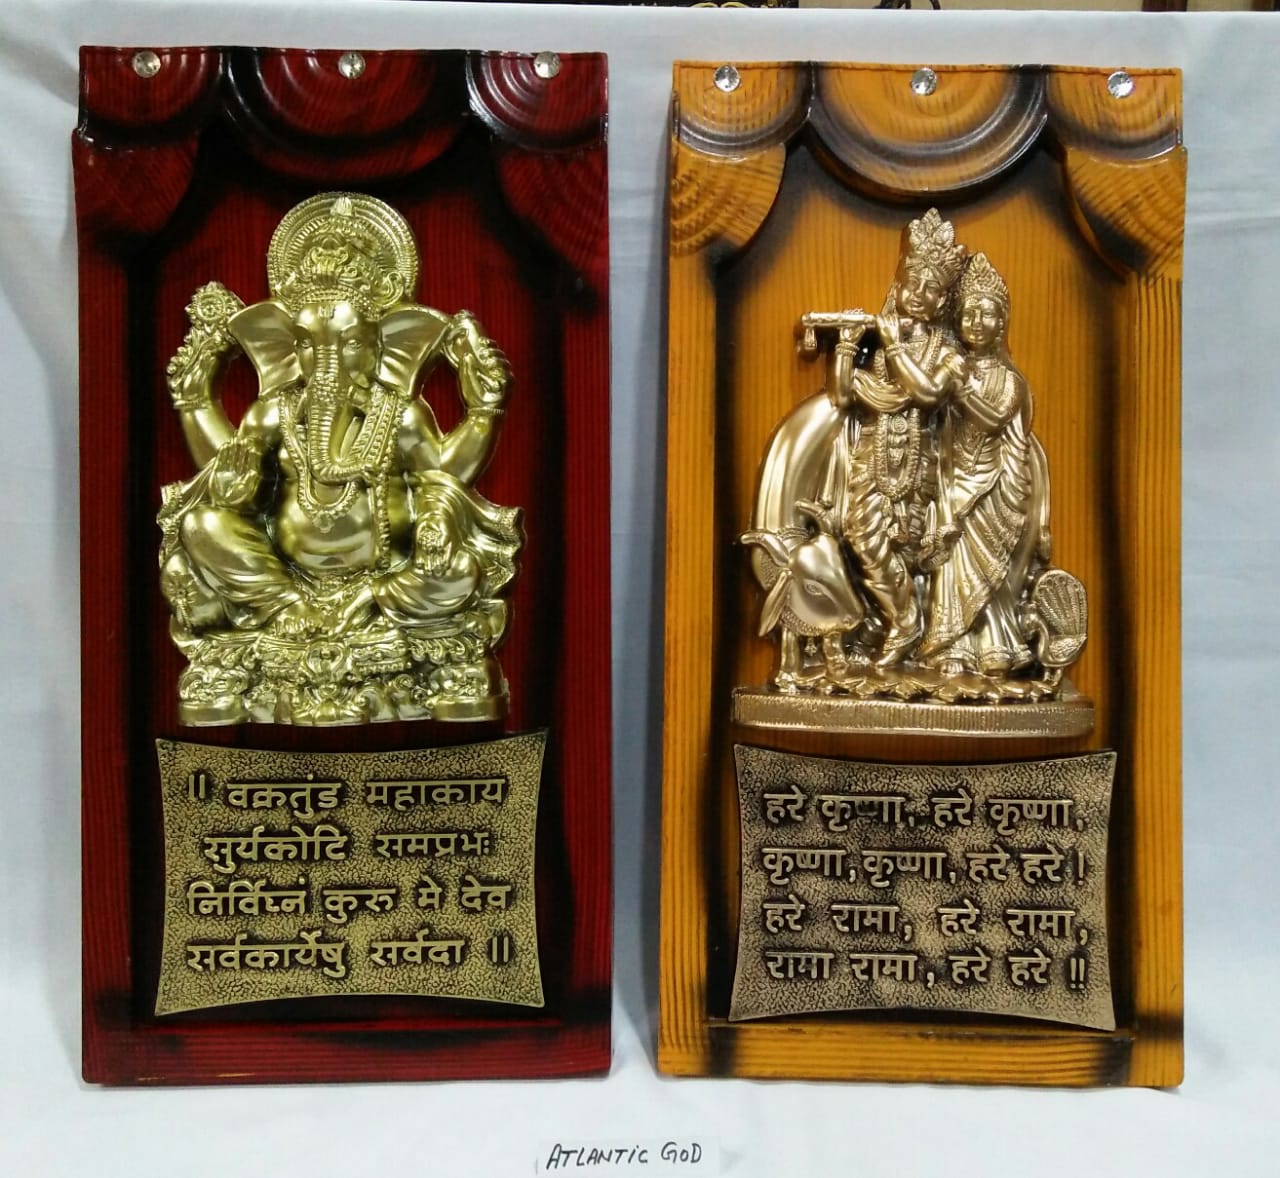 ॥ वक्रतुंड महाकाय
सुर्यकोटि समप्रभः
निर्विघ्नं कुरु मे देव
सर्वकार्येषु सर्वदा ॥
हरे कृष्णा, हरे कृष्णा,
कृष्णा, कृष्णा, हरे हरे !
हरे रामा, हरे रामा,
रामा रामा, हरे हरे !!
ATLANTIC GOD